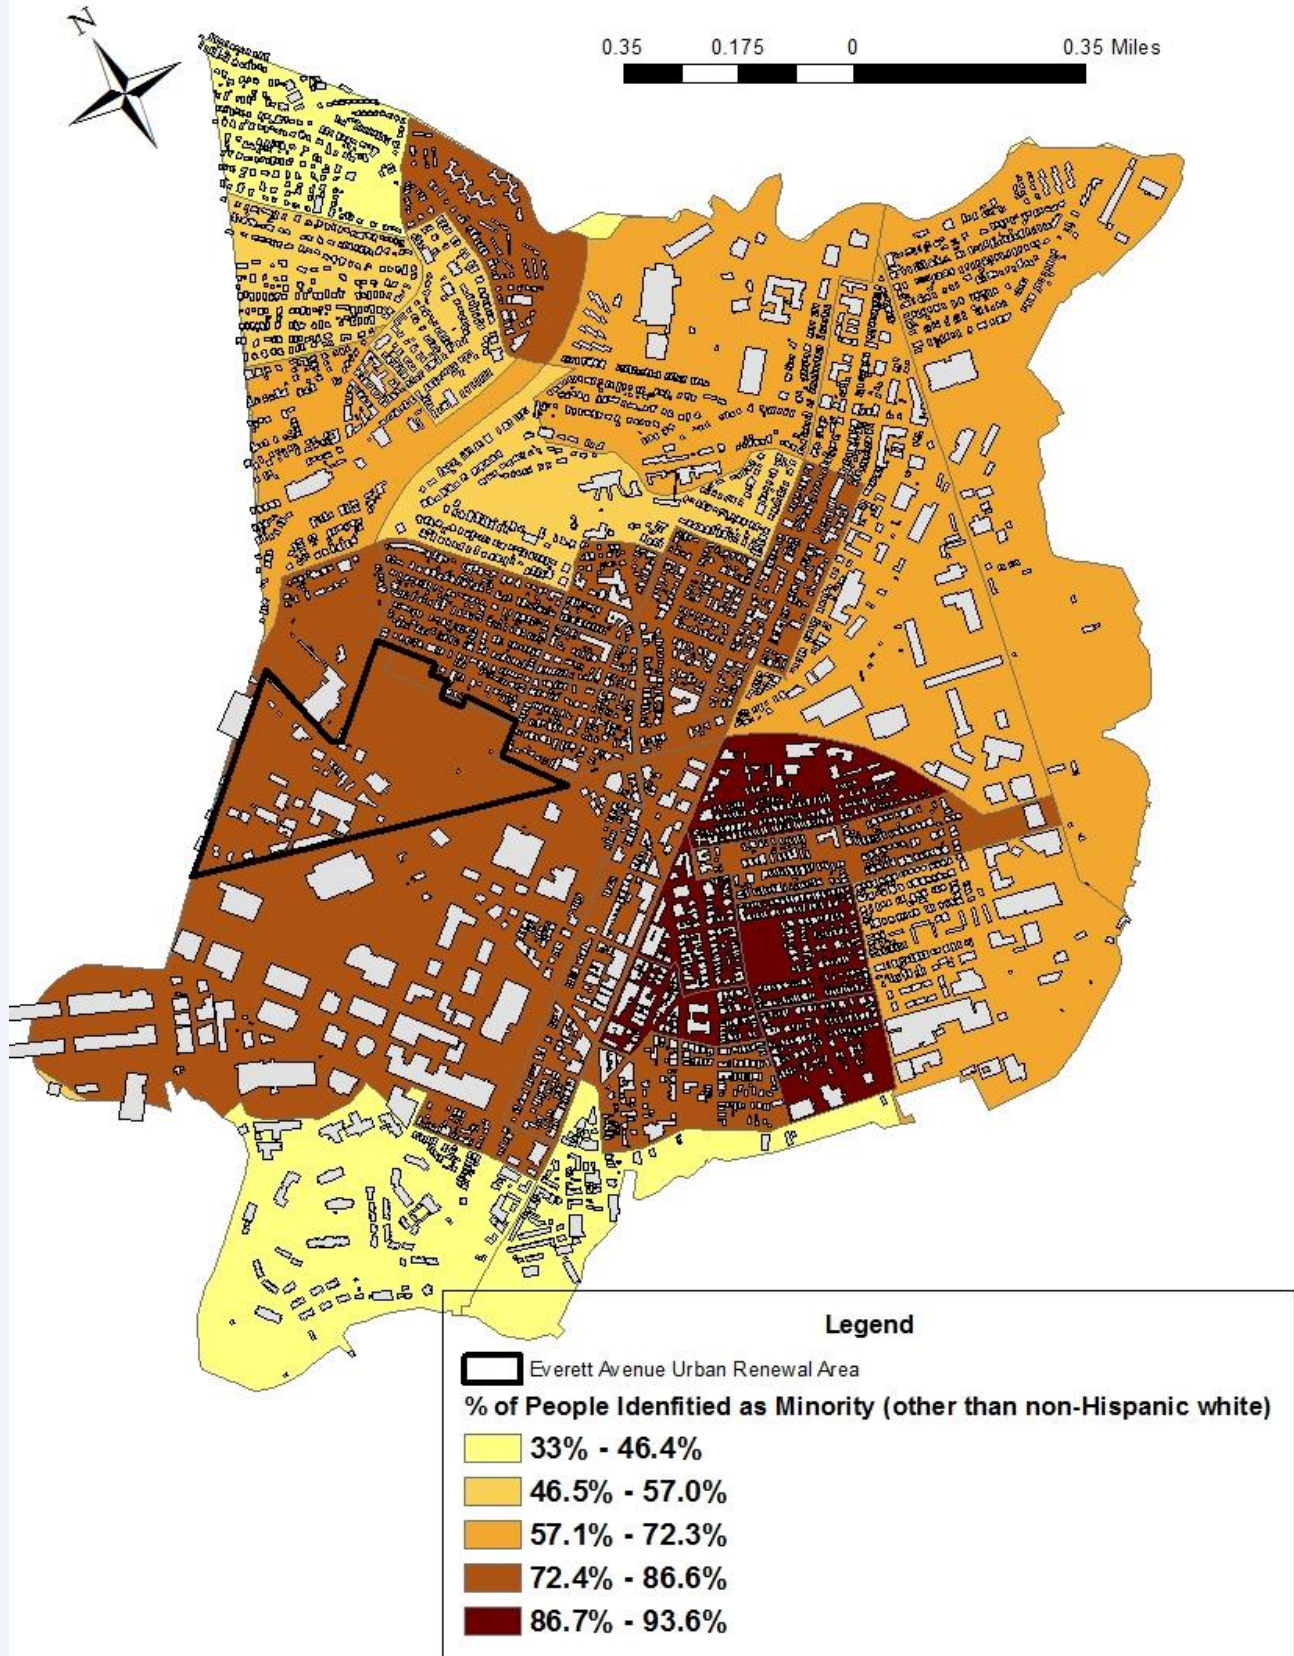 N
0.35 0.175 0 0.35 Miles
Legend
Everett Avenue Urban Renewal Area
% of People Idenfitied as Minority (other than non-Hispanic white)
33% - 46.4%
46.5% - 57.0%
57.1% - 72.3%
72.4% - 86.6%
86.7% - 93.6%